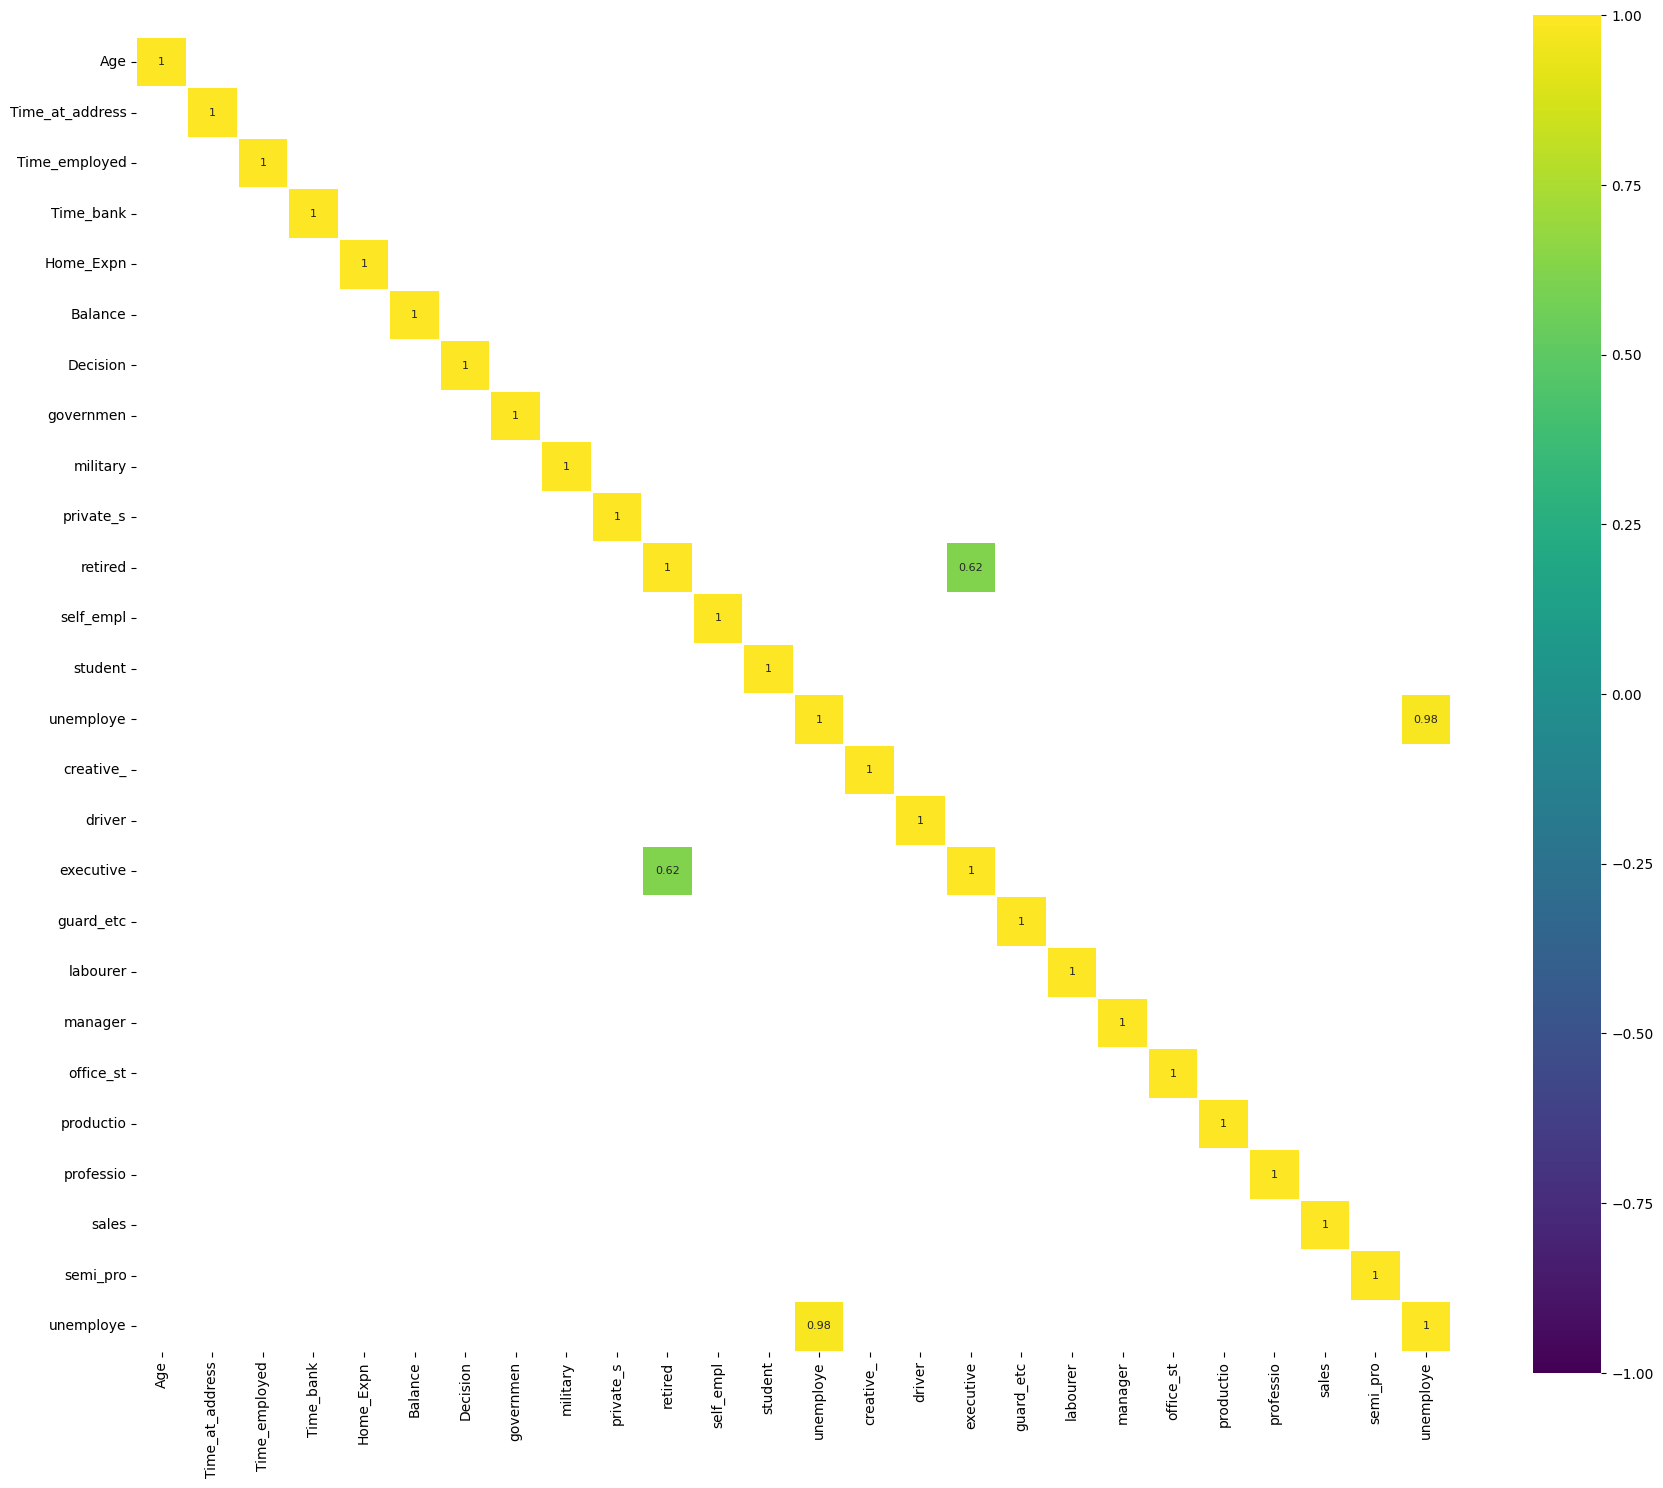 1.00
Age
1
Time_at_address
1
Time_employed
1
0.75
Time_bank
1
Home_Expn
1
Balance
1
0.50
Decision
1
governmen
1
military
1
private_s
1
0.25
retired
1
0.62
self_empl
1
student
1
0.00
unemploye
1
0.98
creative_
1
driver
1
−0.25
executive
0.62
1
guard_etc
1
labourer
1
manager
1
−0.50
office_st
1
productio
1
professio
1
−0.75
sales
1
semi_pro
1
unemploye
0.98
1
−1.00
Age
Time_at_address
Time_employed
Time_bank
Home_Expn
Balance
Decision
governmen
military
private_s
retired
self_empl
student
unemploye
creative_
driver
executive
guard_etc
labourer
manager
office_st
productio
professio
sales
semi_pro
unemploye